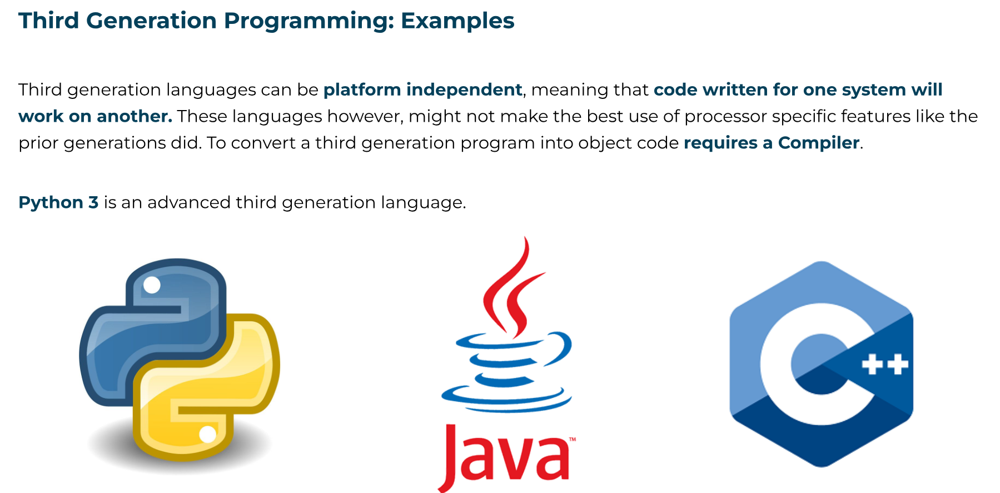 Third Generation Programming: Examples
Third generation languages can be platform independent, meaning that code written for one system will
work on another. These languages however, might not make the best use of processor specific features like the
prior generations did. To convert a third generation program into object code requires a Compiler.
Python 3 is an advanced third generation language.
++
Java™